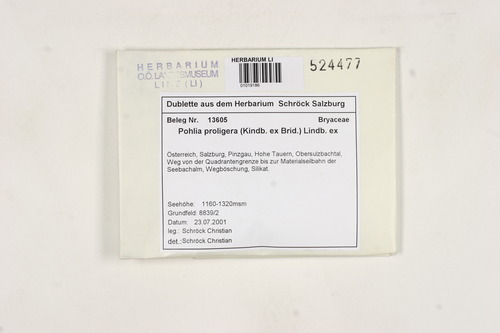 HERBARIUM
O.Ö. LANDESMUSEUM
LINZ (LI)
HERBARIUM LI
01019186
524477
Dublette aus dem Herbarium Schröck Salzburg
Beleg Nr. 13605 Bryaceae
Pohlia proligera (Kindb. ex Brid.) Lindb. ex
Österreich, Salzburg, Pinzgau, Hohe Tauern, Obersulzbachtal,
Weg von der Quadrantengrenze bis zur Materialseilbahn der
Seebachalm, Wegböschung, Silikat.
Seehöhe: 1160-1320msm
Grundfeld: 8839/2
Datum: 23.07.2001
leg.: Schröck Christian
det.: Schröck Christian